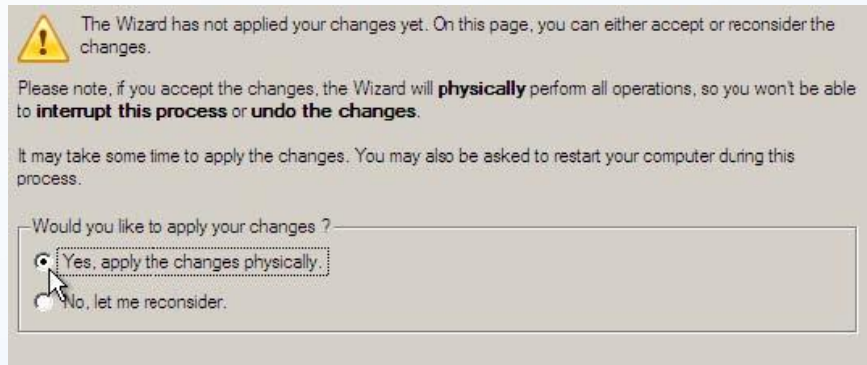 The Wizard has not applied your changes yet. On this page, you can either accept or reconsider the
changes.
Please note, if you accept the changes, the Wizard will physically perform all operations, so you won't be able
to interrupt this process or undo the changes.
It may take some time to apply the changes. You may also be asked to restart your computer during this
process.
Would you like to apply your changes ?
Yes, apply the changes physically.
No, let me reconsider.